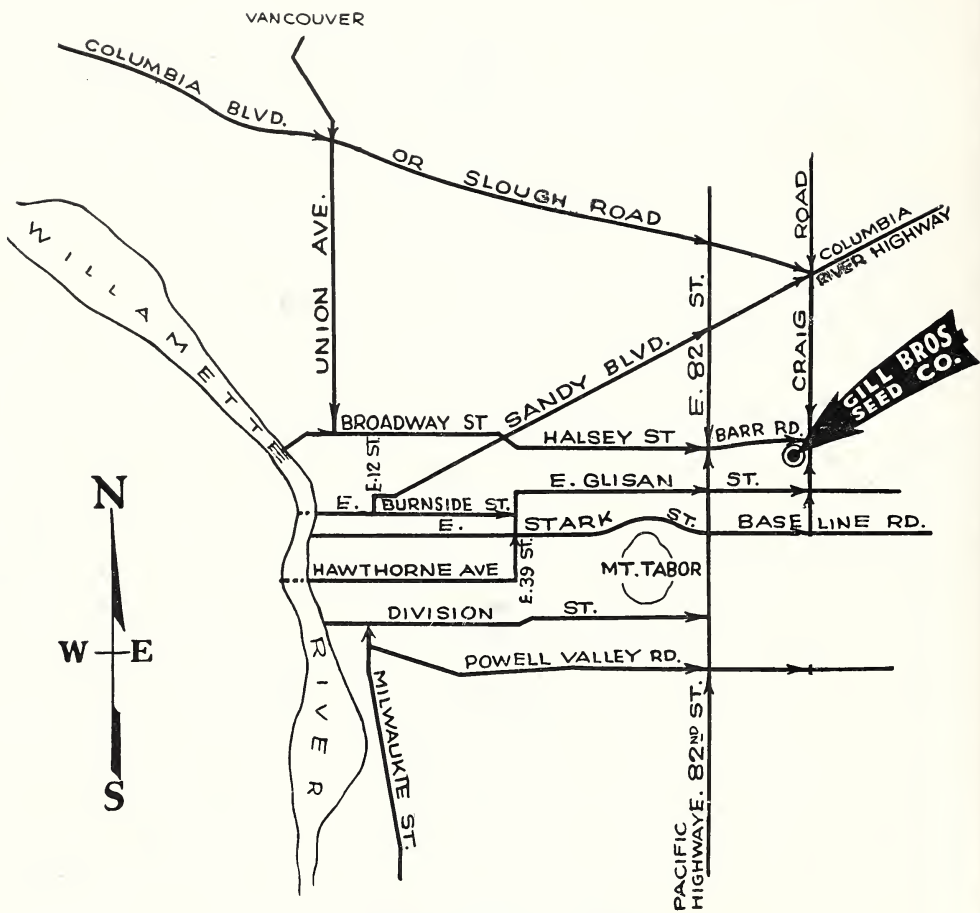 VANCOUVER
COLUMBIA BLVD.
OR SLOUGH ROAD
UNION AVE.
CRAIG ROAD
COLUMBIA
RIVER HIGHWAY
WILLAMETTE
E. 82 ST.
SANDY BLVD.
GILL BROS
SEED CO.
BROADWAY ST
HALSEY ST
BARR RD.
E.12 ST.
E. GLISAN ST.
E. BURNSIDE ST.
E. STARK ST.
BASE LINE RD.
HAWTHORNE AVE
E.39 ST.
MT. TABOR
DIVISION ST.
POWELL VALLEY RD.
MILWAUKIE ST.
RIVER
PACIFIC
HIGHWAY E. 82ND ST.
N
W E
S